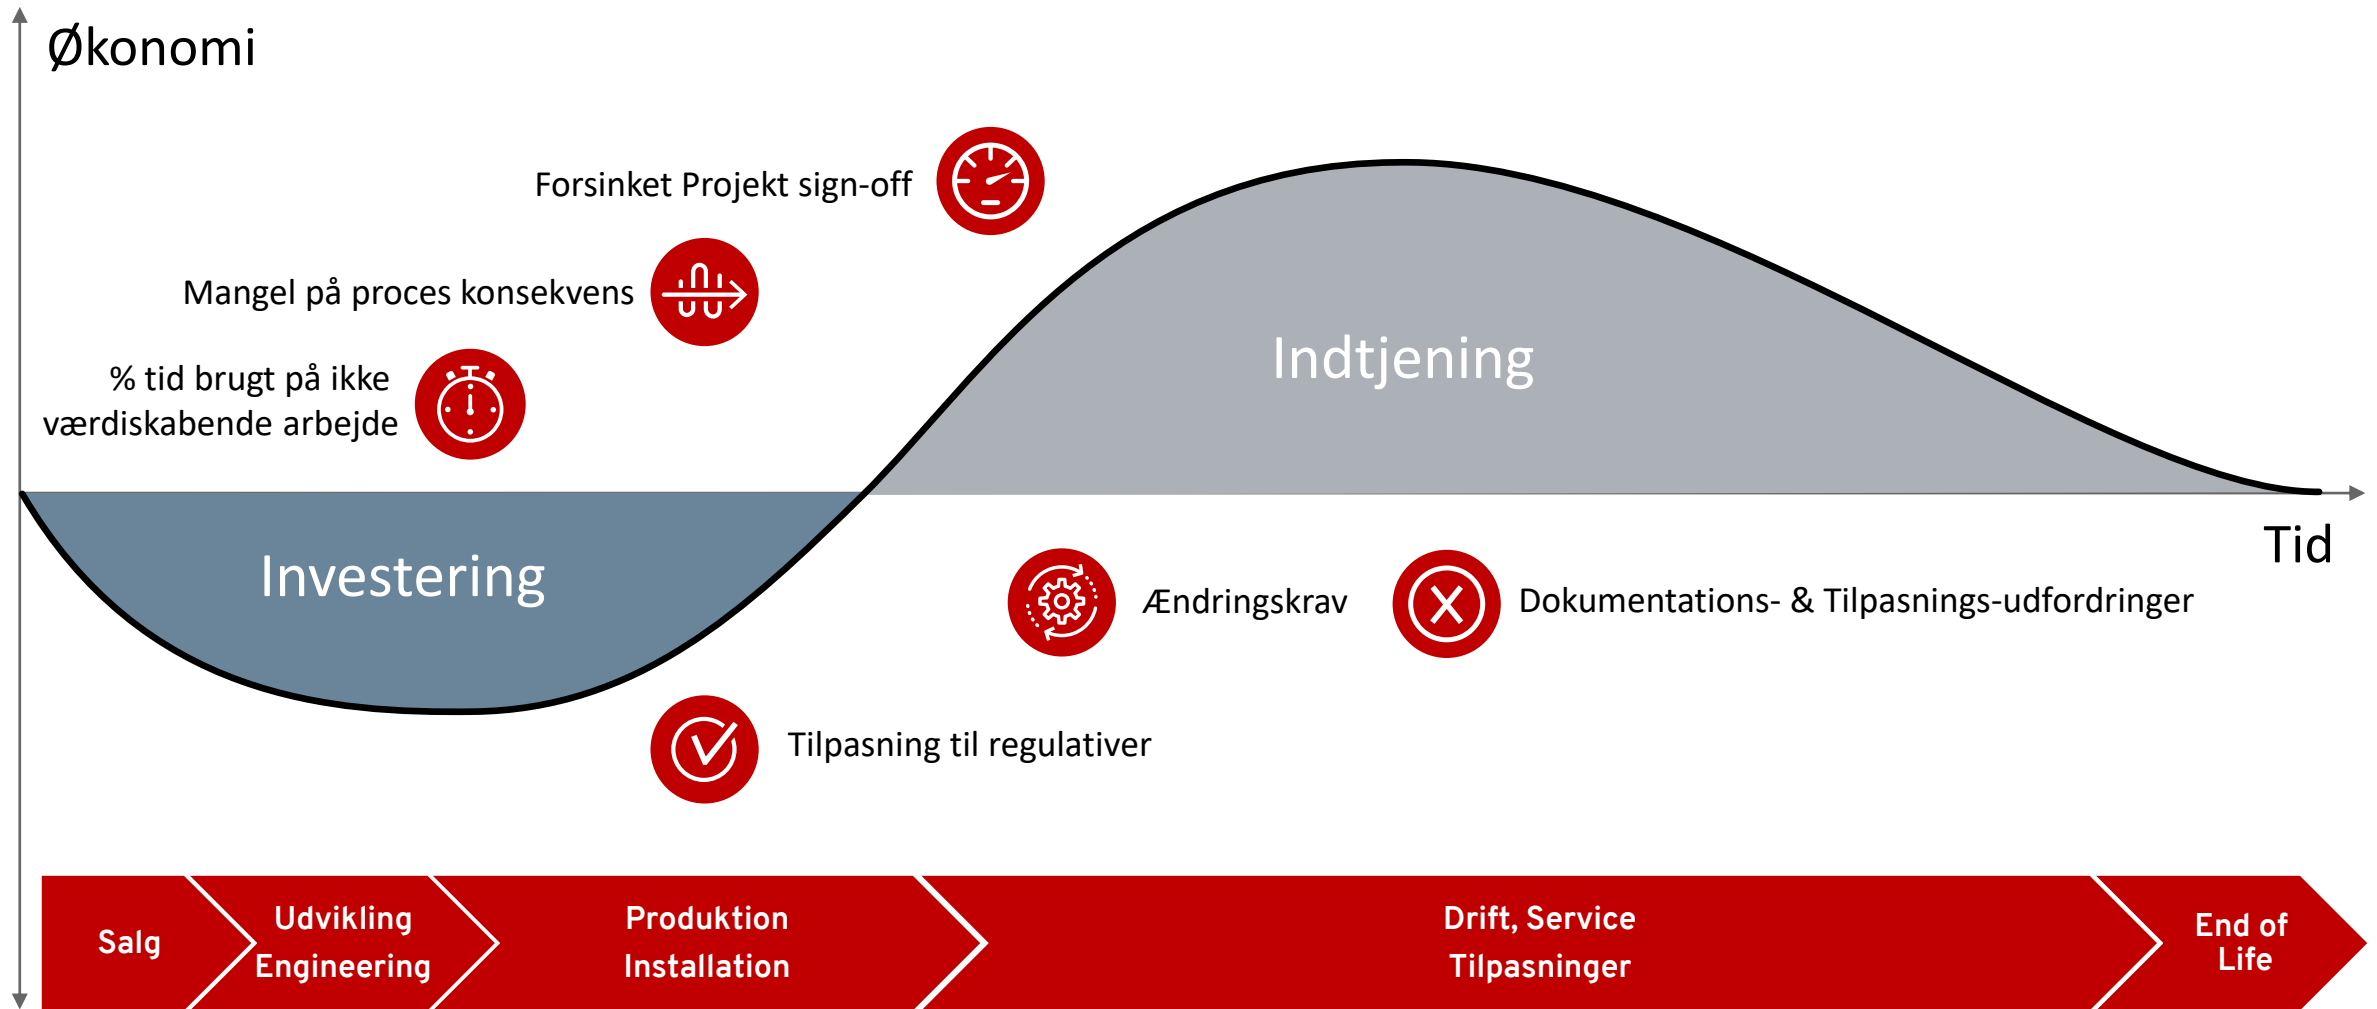 Økonomi
Forsinket Projekt sign-off
Mangel på proces konsekvens
% tid brugt på ikke
værdiskabende arbejde
Indtjening
Investering
Tid
Ændringskrav
Dokumentations- & Tilpasnings-udfordringer
Tilpasning til regulativer
Salg
Udvikling
Engineering
Produktion
Installation
Drift, Service
Tilpasninger
End of
Life